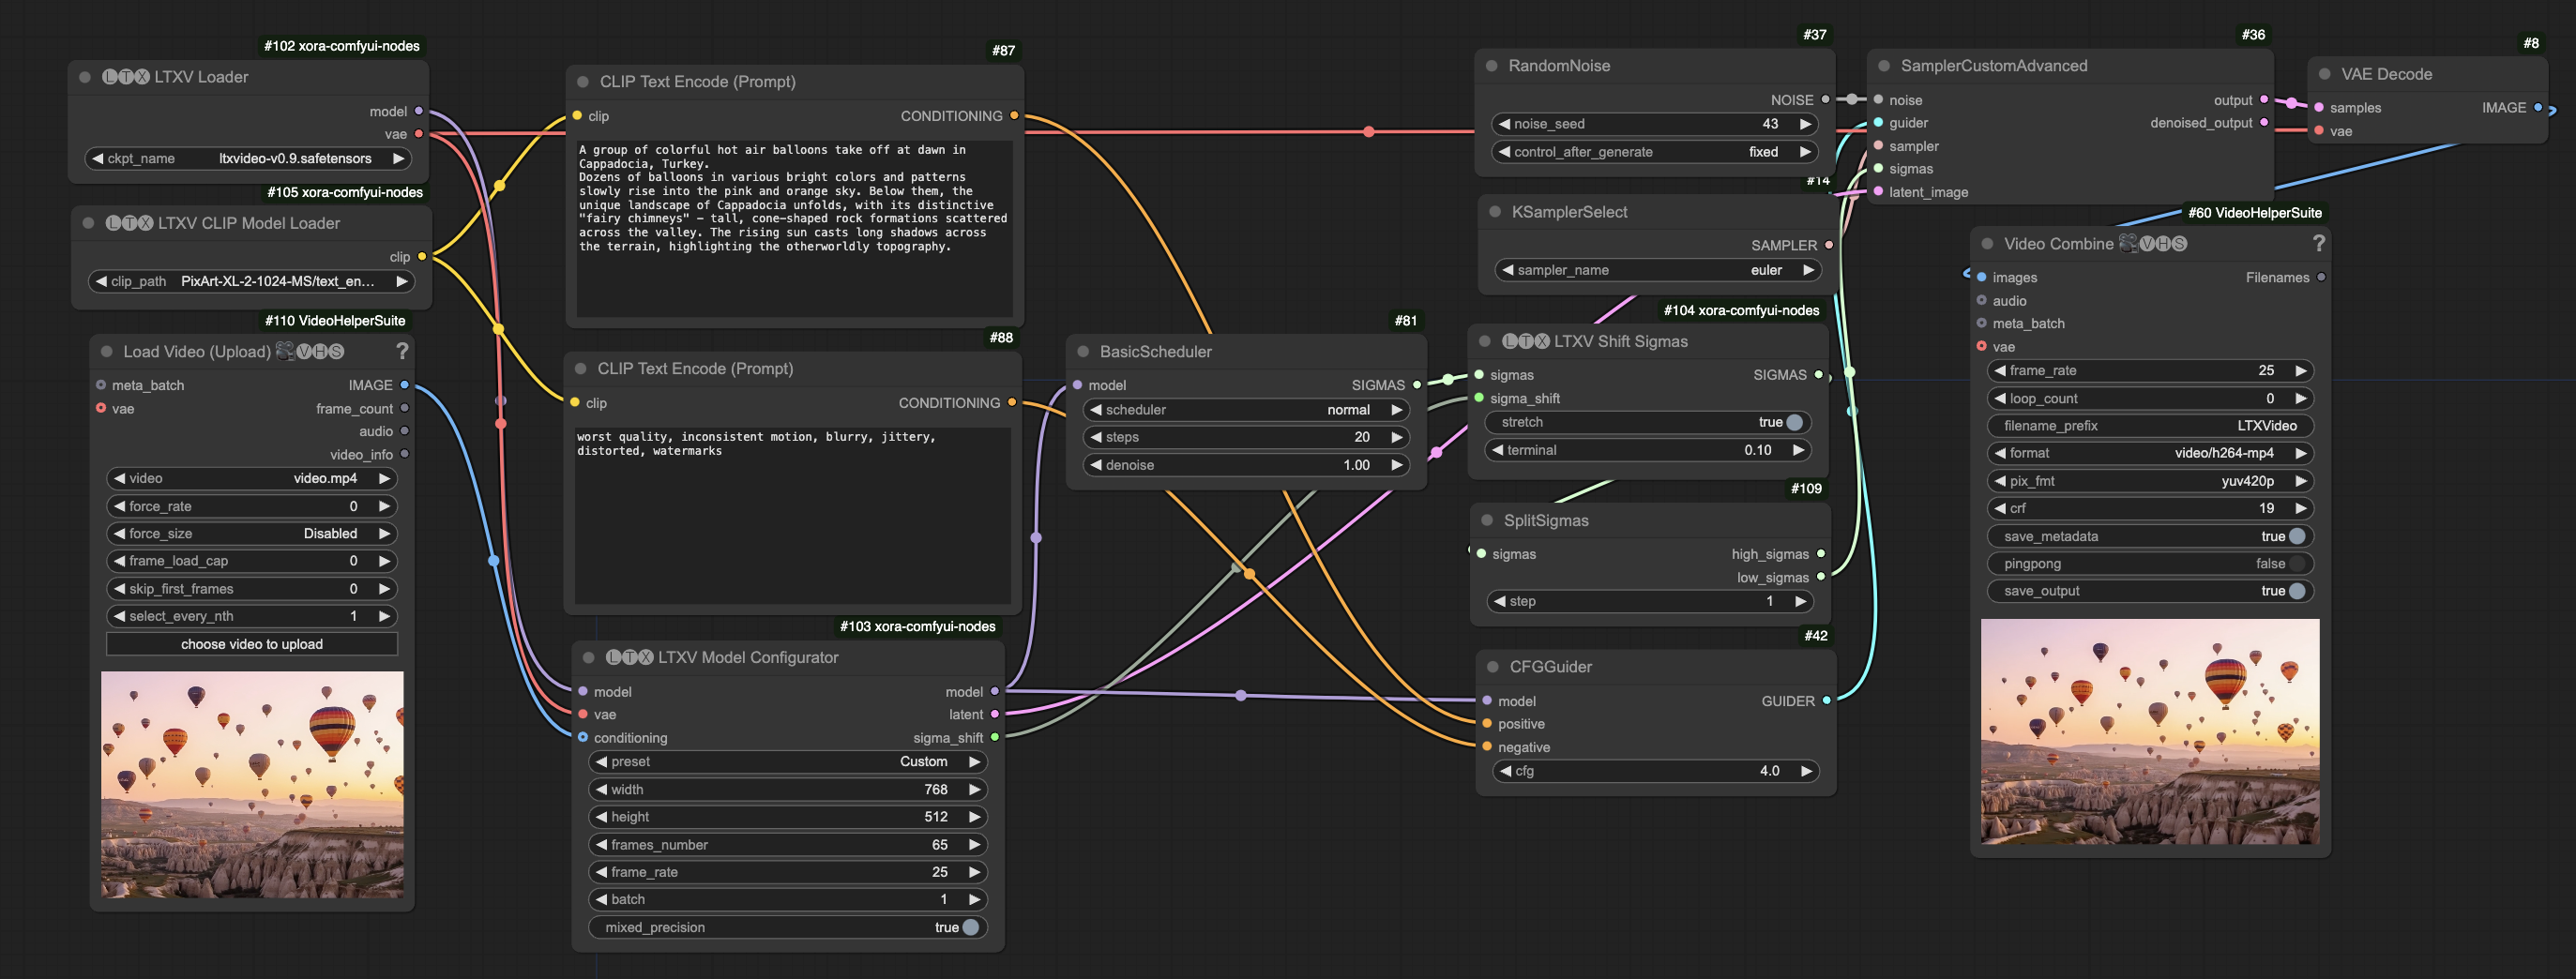 #102 xora-comfyui-nodes
LTX LTXV Loader
model
vae
ckpt_name ltxvideo-v0.9.safetensors
#105 xora-comfyui-nodes
LTX LTXV CLIP Model Loader
clip
clip_path PixArt-XL-2-1024-MS/text_en...
#110 VideoHelperSuite
Load Video (Upload) VHS ?
meta_batch IMAGE
vae frame_count
audio
video_info
video video.mp4
force_rate 0
force_size Disabled
frame_load_cap 0
skip_first_frames 0
select_every_nth 1
choose video to upload
#87
CLIP Text Encode (Prompt)
clip CONDITIONING
A group of colorful hot air balloons take off at dawn in
Cappadocia, Turkey.
Dozens of balloons in various bright colors and patterns
slowly rise into the pink and orange sky. Below them, the
unique landscape of Cappadocia unfolds, with its distinctive
"fairy chimneys" – tall, cone-shaped rock formations scattered
across the valley. The rising sun casts long shadows across
the terrain, highlighting the otherworldly topography.
#88
CLIP Text Encode (Prompt)
clip CONDITIONING
worst quality, inconsistent motion, blurry, jittery,
distorted, watermarks
#103 xora-comfyui-nodes
LTX LTXV Model Configurator
model model
vae latent
conditioning sigma_shift
preset Custom
width 768
height 512
frames_number 65
frame_rate 25
batch 1
mixed_precision true
#81
BasicScheduler
model SIGMAS
scheduler normal
steps 20
denoise 1.00
#37
RandomNoise
NOISE
noise_seed 43
control_after_generate fixed
#14
KSamplerSelect
SAMPLER
sampler_name euler
#104 xora-comfyui-nodes
LTX LTXV Shift Sigmas
sigmas SIGMAS
sigma_shift
stretch true
terminal 0.10
#109
SplitSigmas
sigmas high_sigmas
low_sigmas
step 1
#42
CFGGuider
model GUIDER
positive
negative
cfg 4.0
#36
SamplerCustomAdvanced
noise output
guider denoised_output
sampler
sigmas
latent_image
#8
VAE Decode
samples IMAGE
vae
#60 VideoHelperSuite
Video Combine VHS ?
images Filenames
audio
meta_batch
vae
frame_rate 25
loop_count 0
filename_prefix LTXVideo
format video/h264-mp4
pix_fmt yuv420p
crf 19
save_metadata true
pingpong false
save_output true